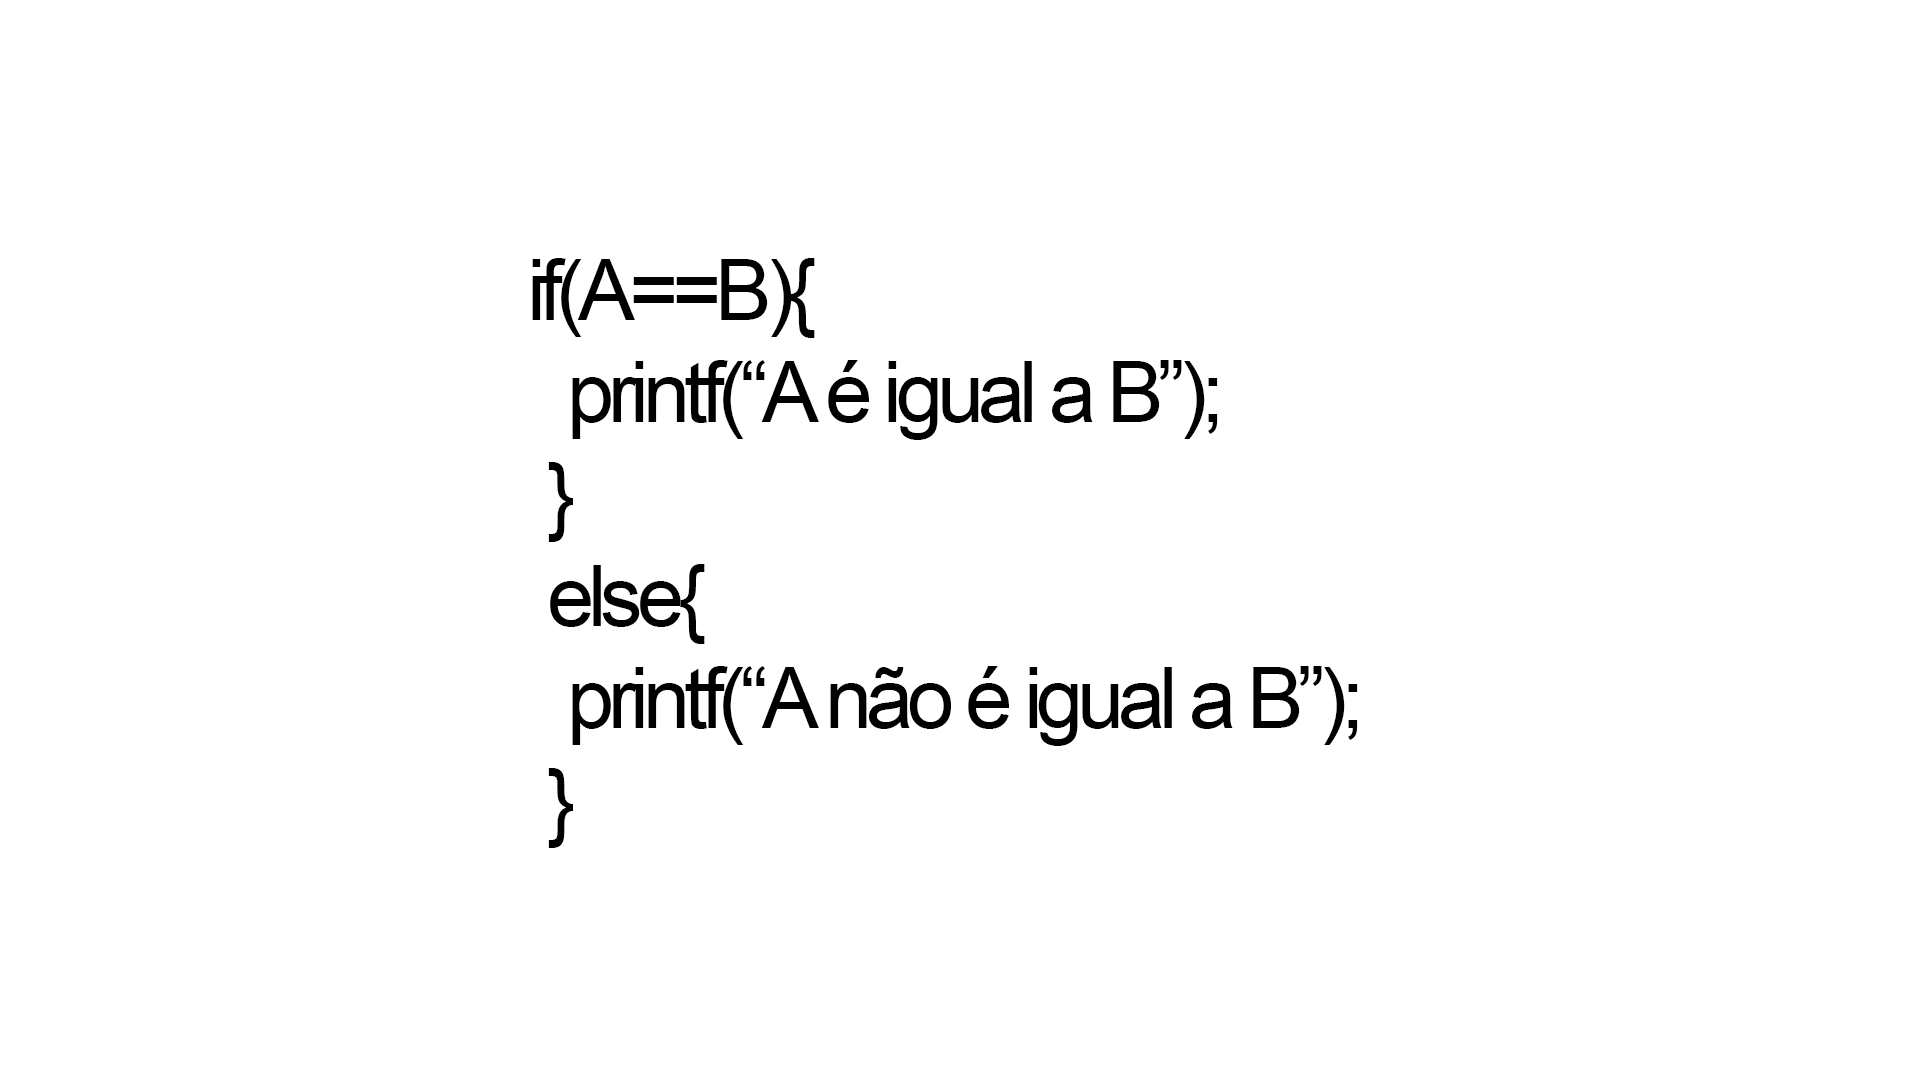 if(A==B){
printf(“A é igual a B”);
}
else{
printf(“A não é igual a B”);
}